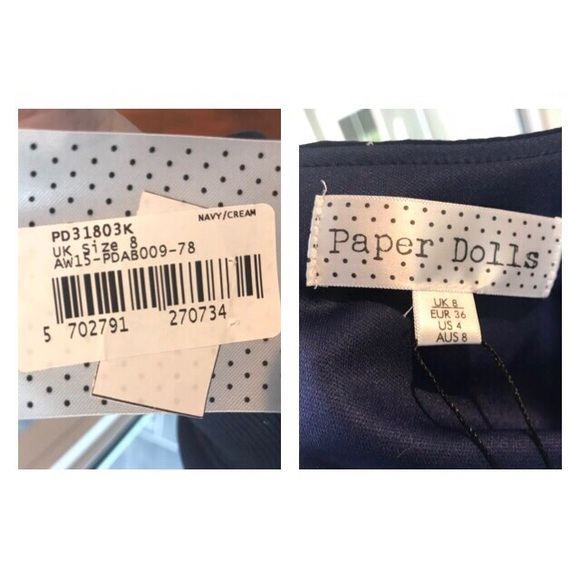 NAVY/CREAM
PD31803K
UK Size 8
AW15-PDAB009-78
5 702791 270734
Paper Dolls
UK 8
EUR 36
US 4
AUS 8